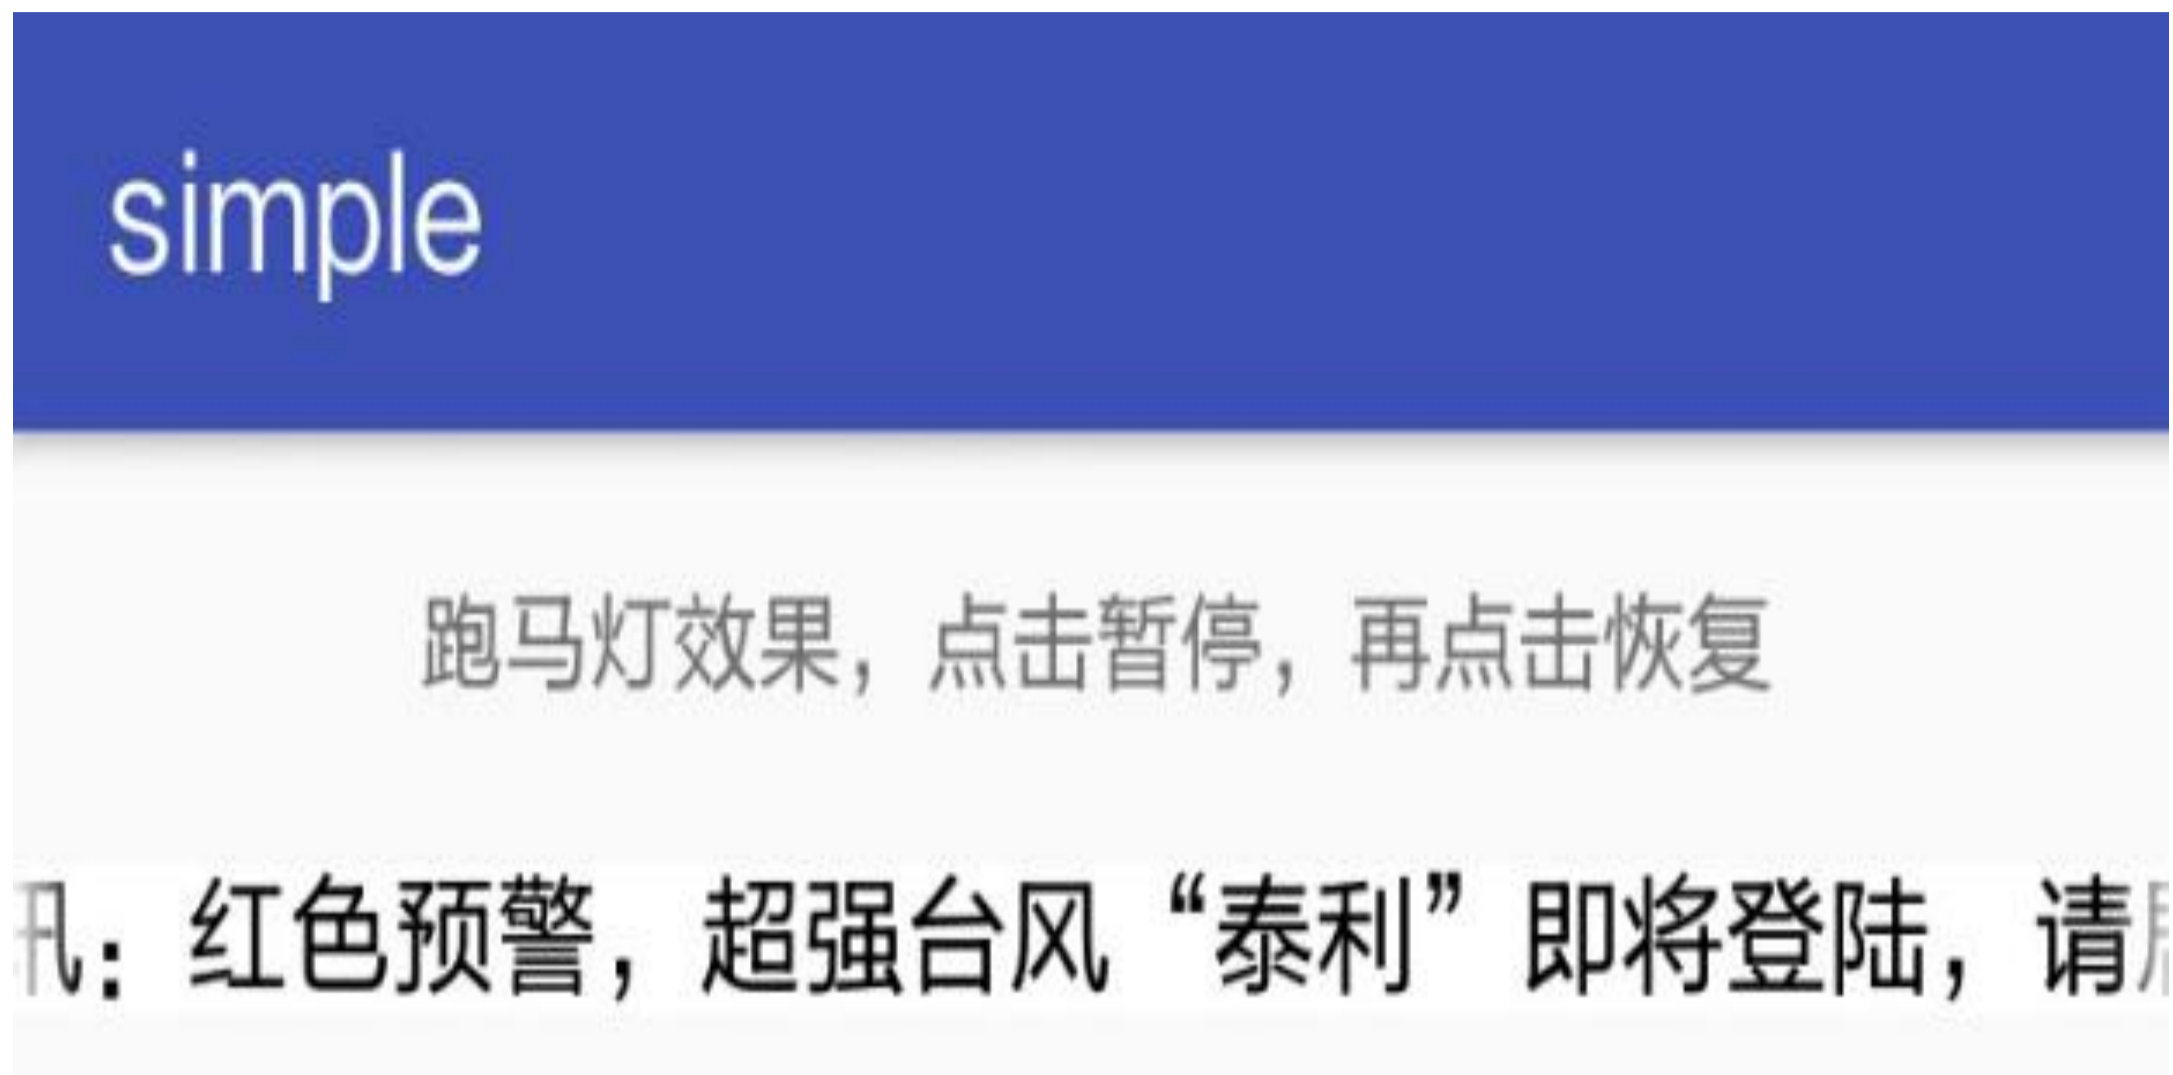 simple
跑马灯效果，点击暂停，再点击恢复
：红色预警，超强台风“泰利”即将登陆，请